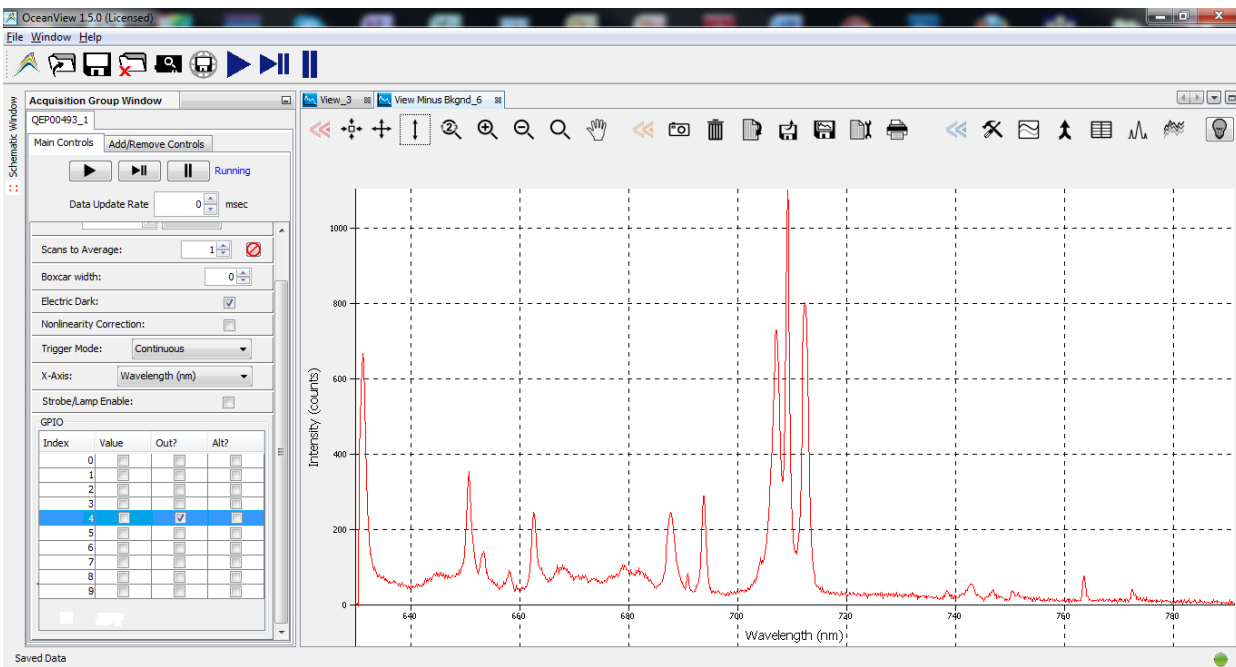 OceanView 1.5.0 (Licensed)
File Window Help
Schematic Window
Acquisition Group Window
QEP00493_1
Main Controls Add/Remove Controls
Running
Data Update Rate 0 msec
Scans to Average: 1
Boxcar width: 0
Electric Dark:
Nonlinearity Correction:
Trigger Mode: Continuous
X-Axis: Wavelength (nm)
Strobe/Lamp Enable:
GPIO
Index Value Out? Alt?
0
1
2
3
4
5
6
7
8
9
View_3 View Minus Bkgnd_6
2
Intensity (counts)
1000
800
600
400
200
0
640 660 680 700 720 740 760 780
Wavelength (nm)
Saved Data